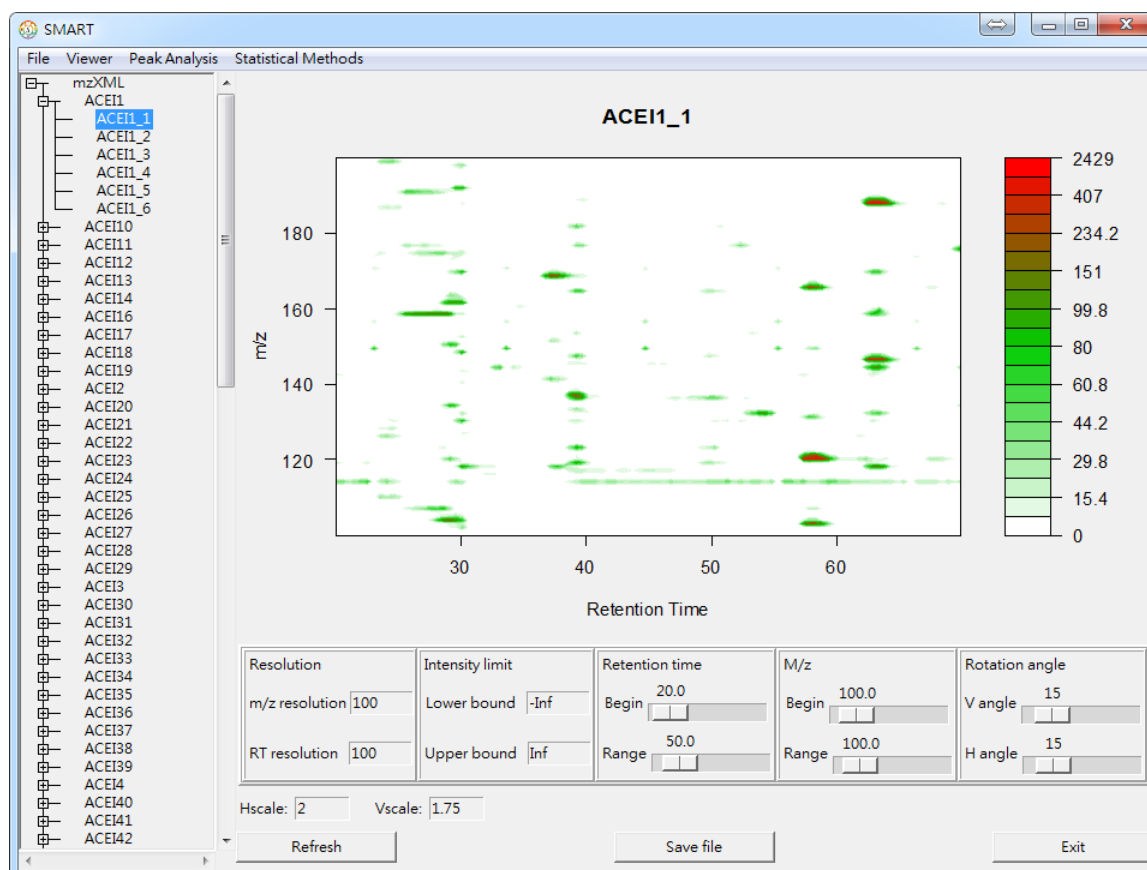 SMART
File Viewer Peak Analysis Statistical Methods
mzXML
ACEI1
ACEI1_1
ACEI1_2
ACEI1_3
ACEI1_4
ACEI1_5
ACEI1_6
ACEI10
ACEI11
ACEI12
ACEI13
ACEI14
ACEI16
ACEI17
ACEI18
ACEI19
ACEI2
ACEI20
ACEI21
ACEI22
ACEI23
ACEI24
ACEI25
ACEI26
ACEI27
ACEI28
ACEI29
ACEI3
ACEI30
ACEI31
ACEI32
ACEI33
ACEI34
ACEI35
ACEI36
ACEI37
ACEI38
ACEI39
ACEI4
ACEI40
ACEI41
ACEI42
ACEI1_1
m/z
180
160
140
120
30 40 50 60
Retention Time
2429
407
234.2
151
99.8
80
60.8
44.2
29.8
15.4
0
Resolution
m/z resolution 100
RT resolution 100
Intensity limit
Lower bound -Inf
Upper bound Inf
Retention time
20.0
Begin
50.0
Range
M/z
100.0
Begin
100.0
Range
Rotation angle
15
V angle
15
H angle
Hscale: 2 Vscale: 1.75
Refresh Save file Exit